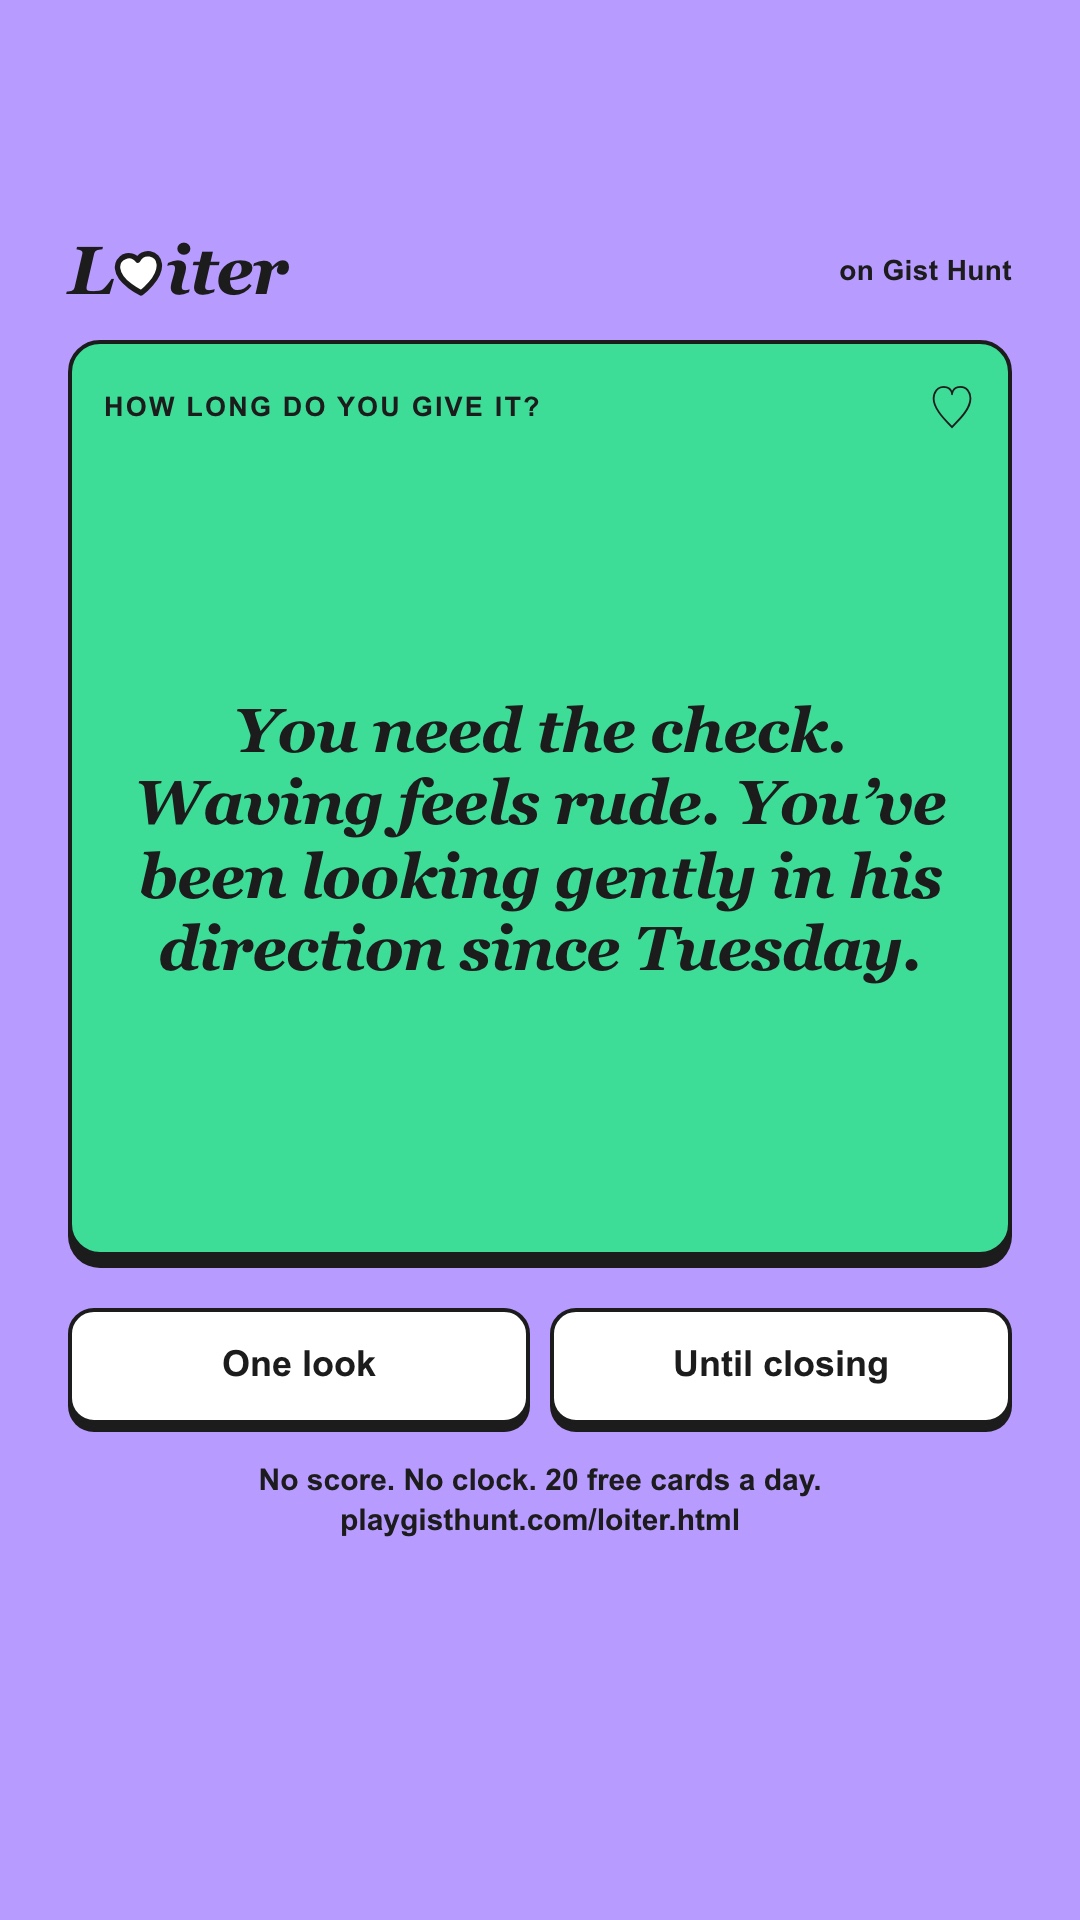 Loiter
on Gist Hunt
HOW LONG DO YOU GIVE IT?
You need the check.
Waving feels rude. You’ve
been looking gently in his
direction since Tuesday.
One look
Until closing
No score. No clock. 20 free cards a day.
playgisthunt.com/loiter.html